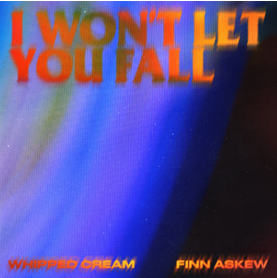 I WON'T LET
YOU FALL
WHIPPED CREAM FINN ASKEW